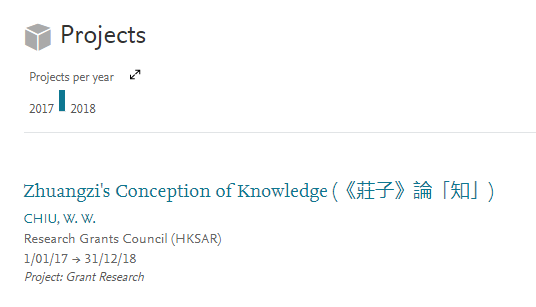 Projects
Projects per year
2017 2018
Zhuangzi's Conception of Knowledge (《莊子》論「知」)
CHIU, W. W.
Research Grants Council (HKSAR)
1/01/17 → 31/12/18
Project: Grant Research